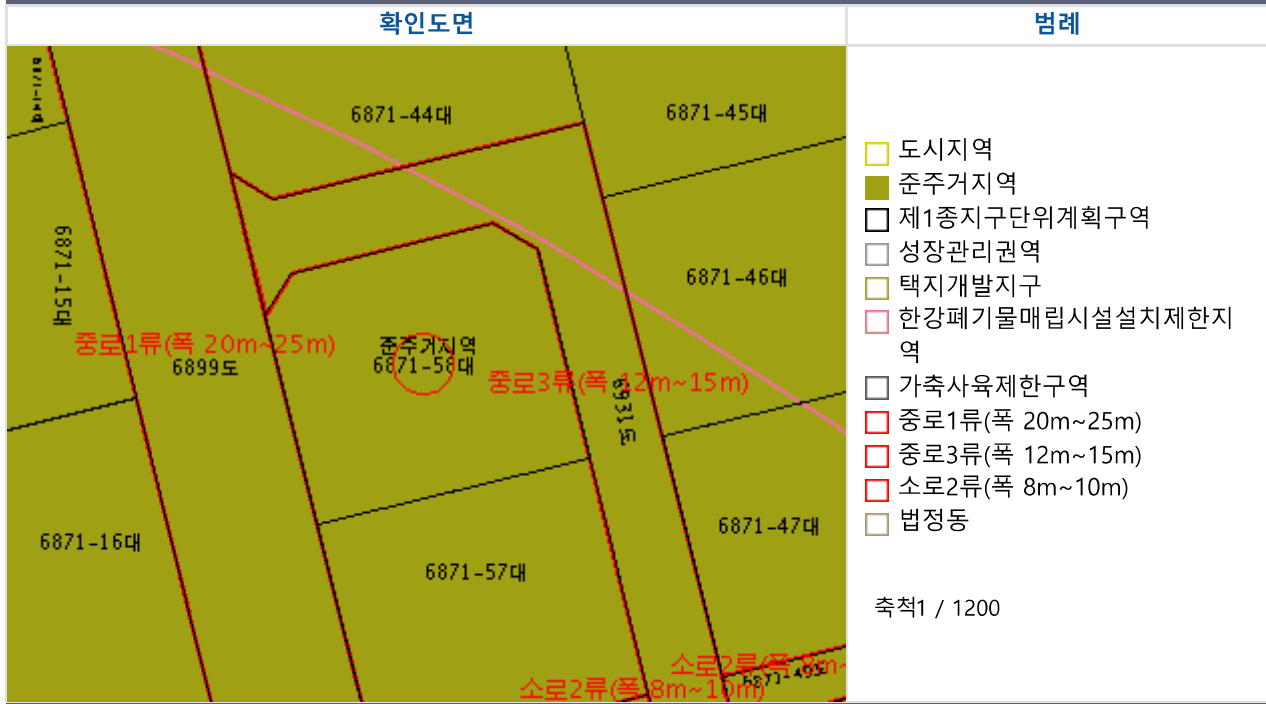 확인도면
범례
6871-44대
6871-45대
6871-15대
6871-46대
중로1류(폭 20m~25m)
준주거지역
6899도
6871-58대
중로3류(폭 12m~15m)
6931도
6871-16대
6871-47대
6871-57대
소로2류(폭 8m~
소로2류(폭 8m~10m)
도시지역
준주거지역
제1종지구단위계획구역
성장관리권역
택지개발지구
한강폐기물매립시설설치제한지
역
가축사육제한구역
중로1류(폭 20m~25m)
중로3류(폭 12m~15m)
소로2류(폭 8m~10m)
법정동
축척1 / 1200